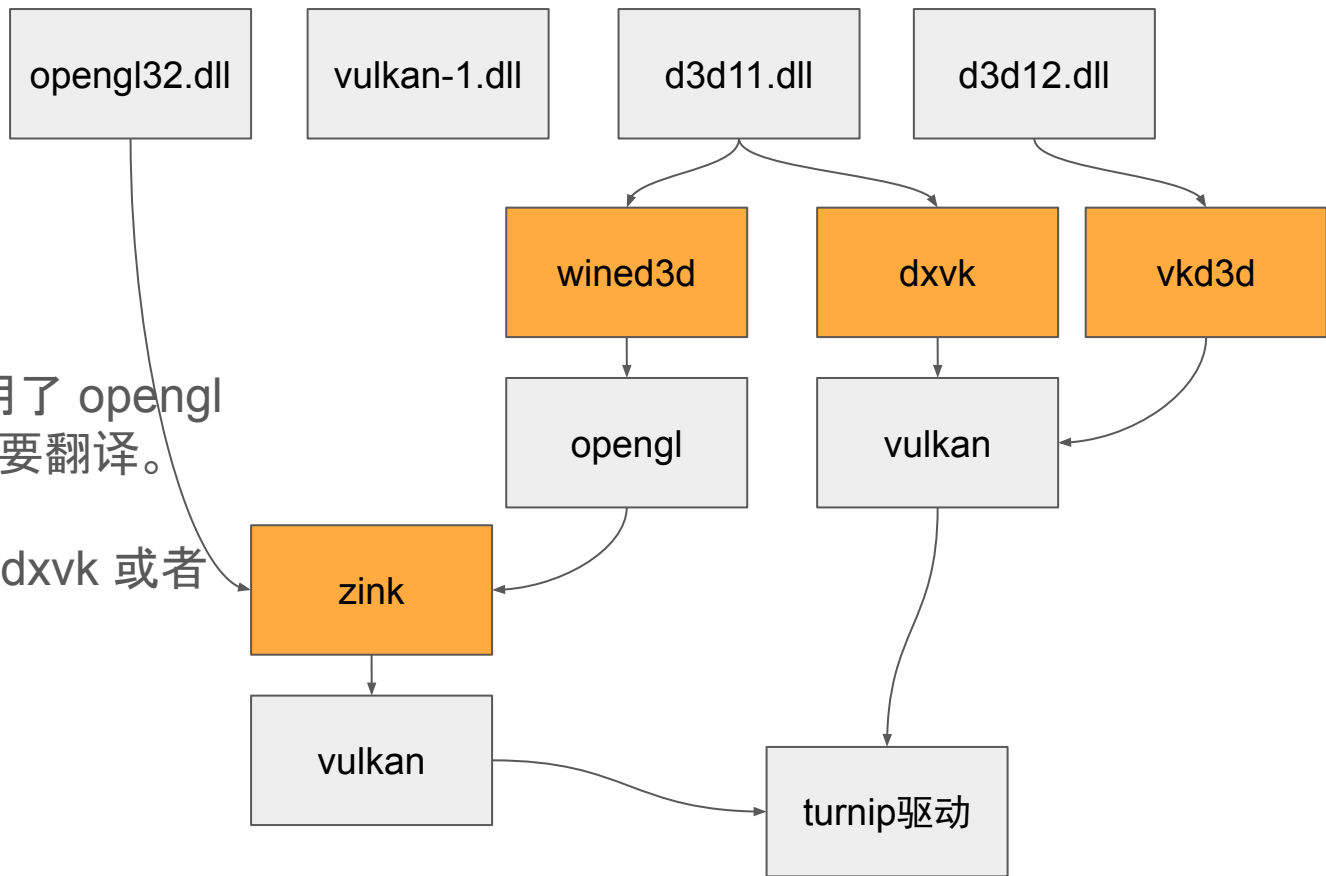 opengl32.dll
vulkan-1.dll
d3d11.dll
d3d12.dll
wined3d
dxvk
vkd3d
用了 opengl
要翻译。
opengl
vulkan
dxvk 或者
zink
vulkan
turnip驱动